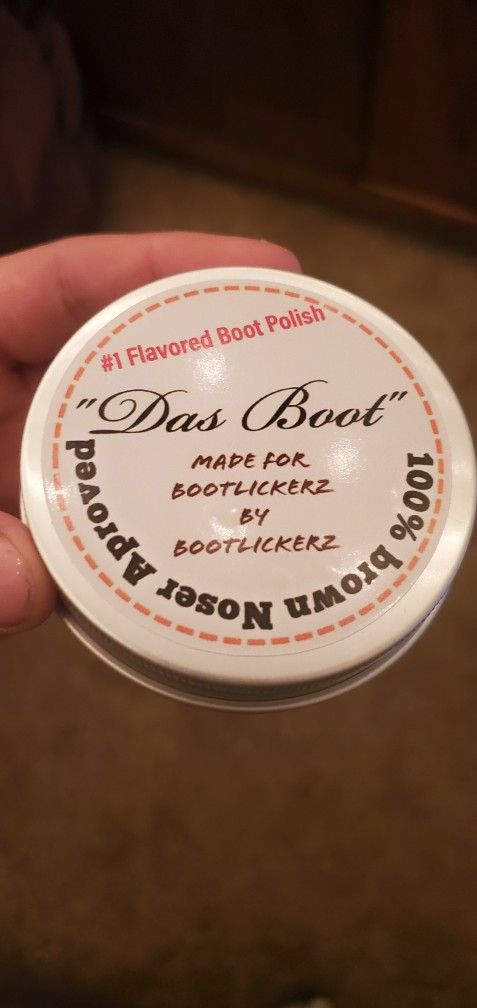 #1 Flavored Boot Polish
"Das Boot"
MADE FOR
BOOTLICKERZ
BY
BOOTLICKERZ
100% brown Noser Aproved